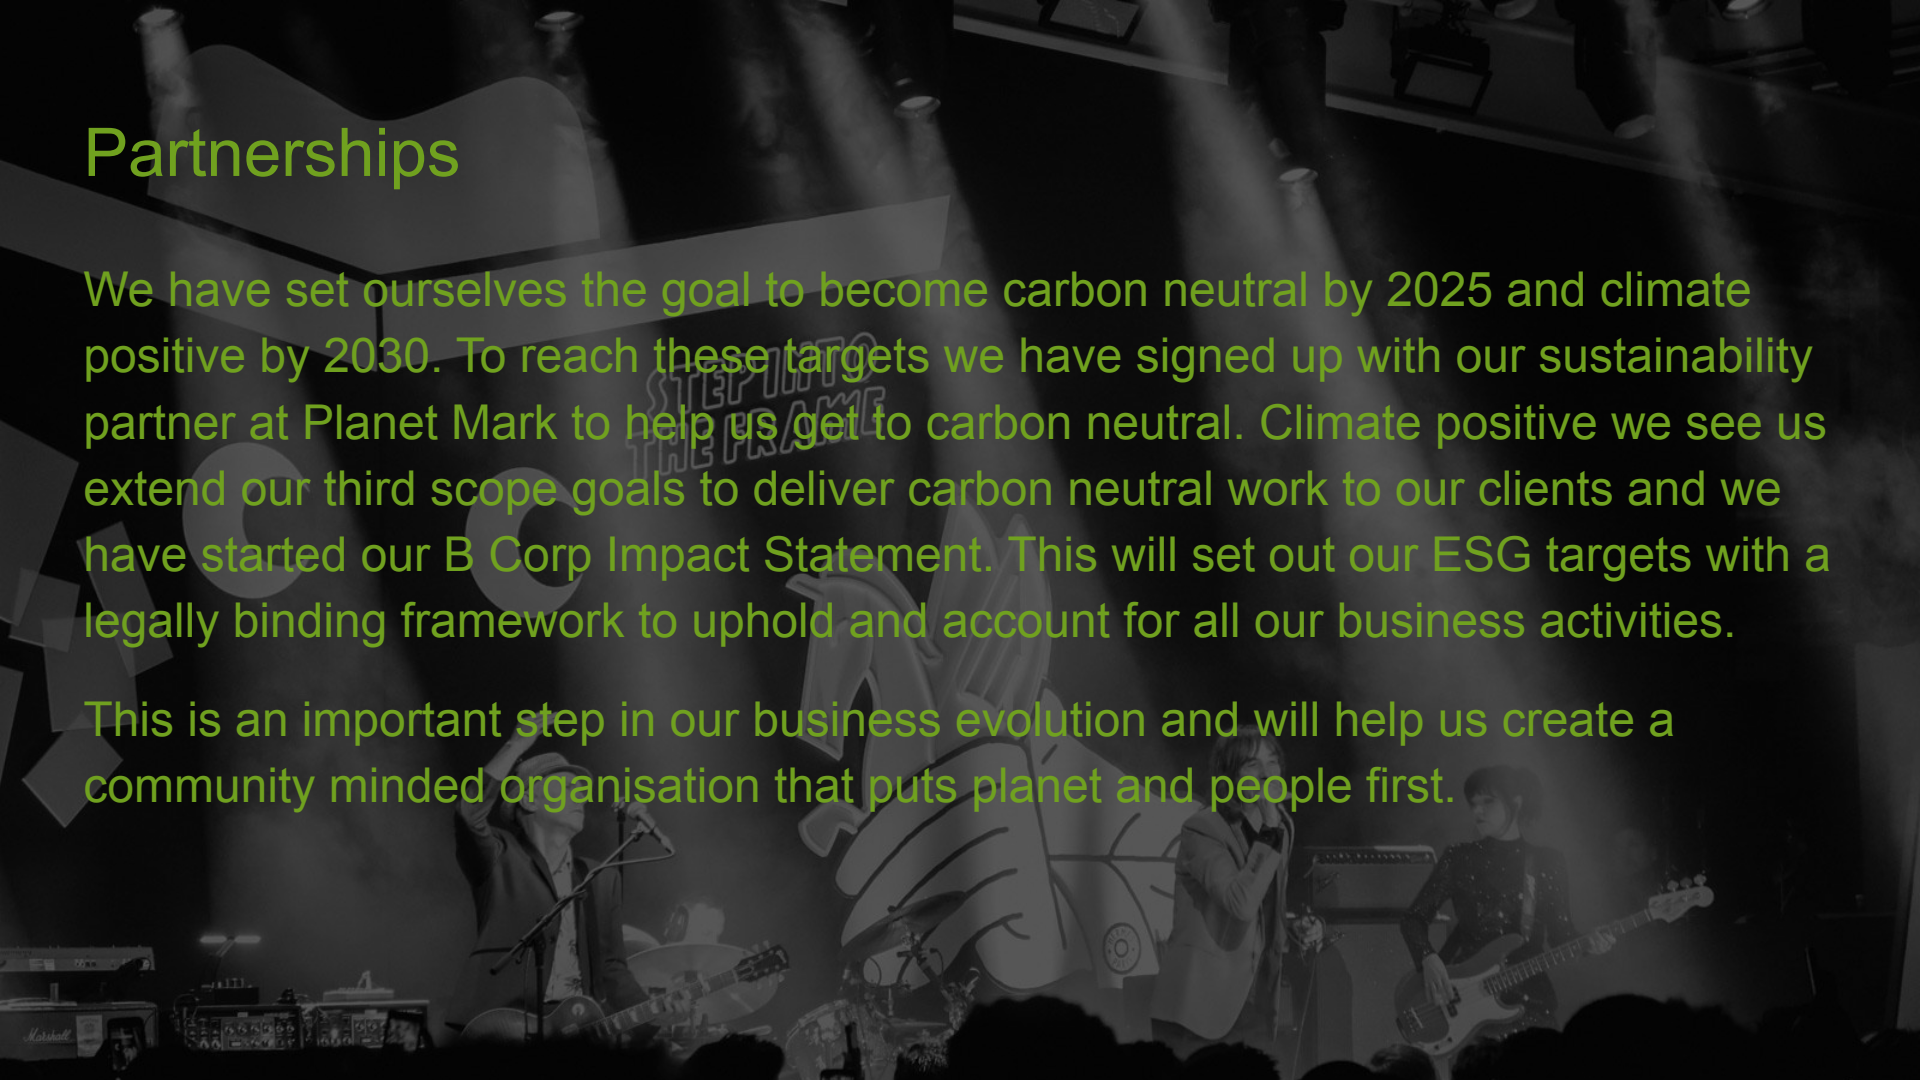 Partnerships
We have set ourselves the goal to become carbon neutral by 2025 and climate
positive by 2030. To reach these targets we have signed up with our sustainability
partner at Planet Mark to help us get to carbon neutral. Climate positive we see us
extend our third scope goals to deliver carbon neutral work to our clients and we
have started our B Corp Impact Statement. This will set out our ESG targets with a
legally binding framework to uphold and account for all our business activities.
This is an important step in our business evolution and will help us create a
community minded organisation that puts planet and people first.
STEP INTO
THE FRAME
Marshall